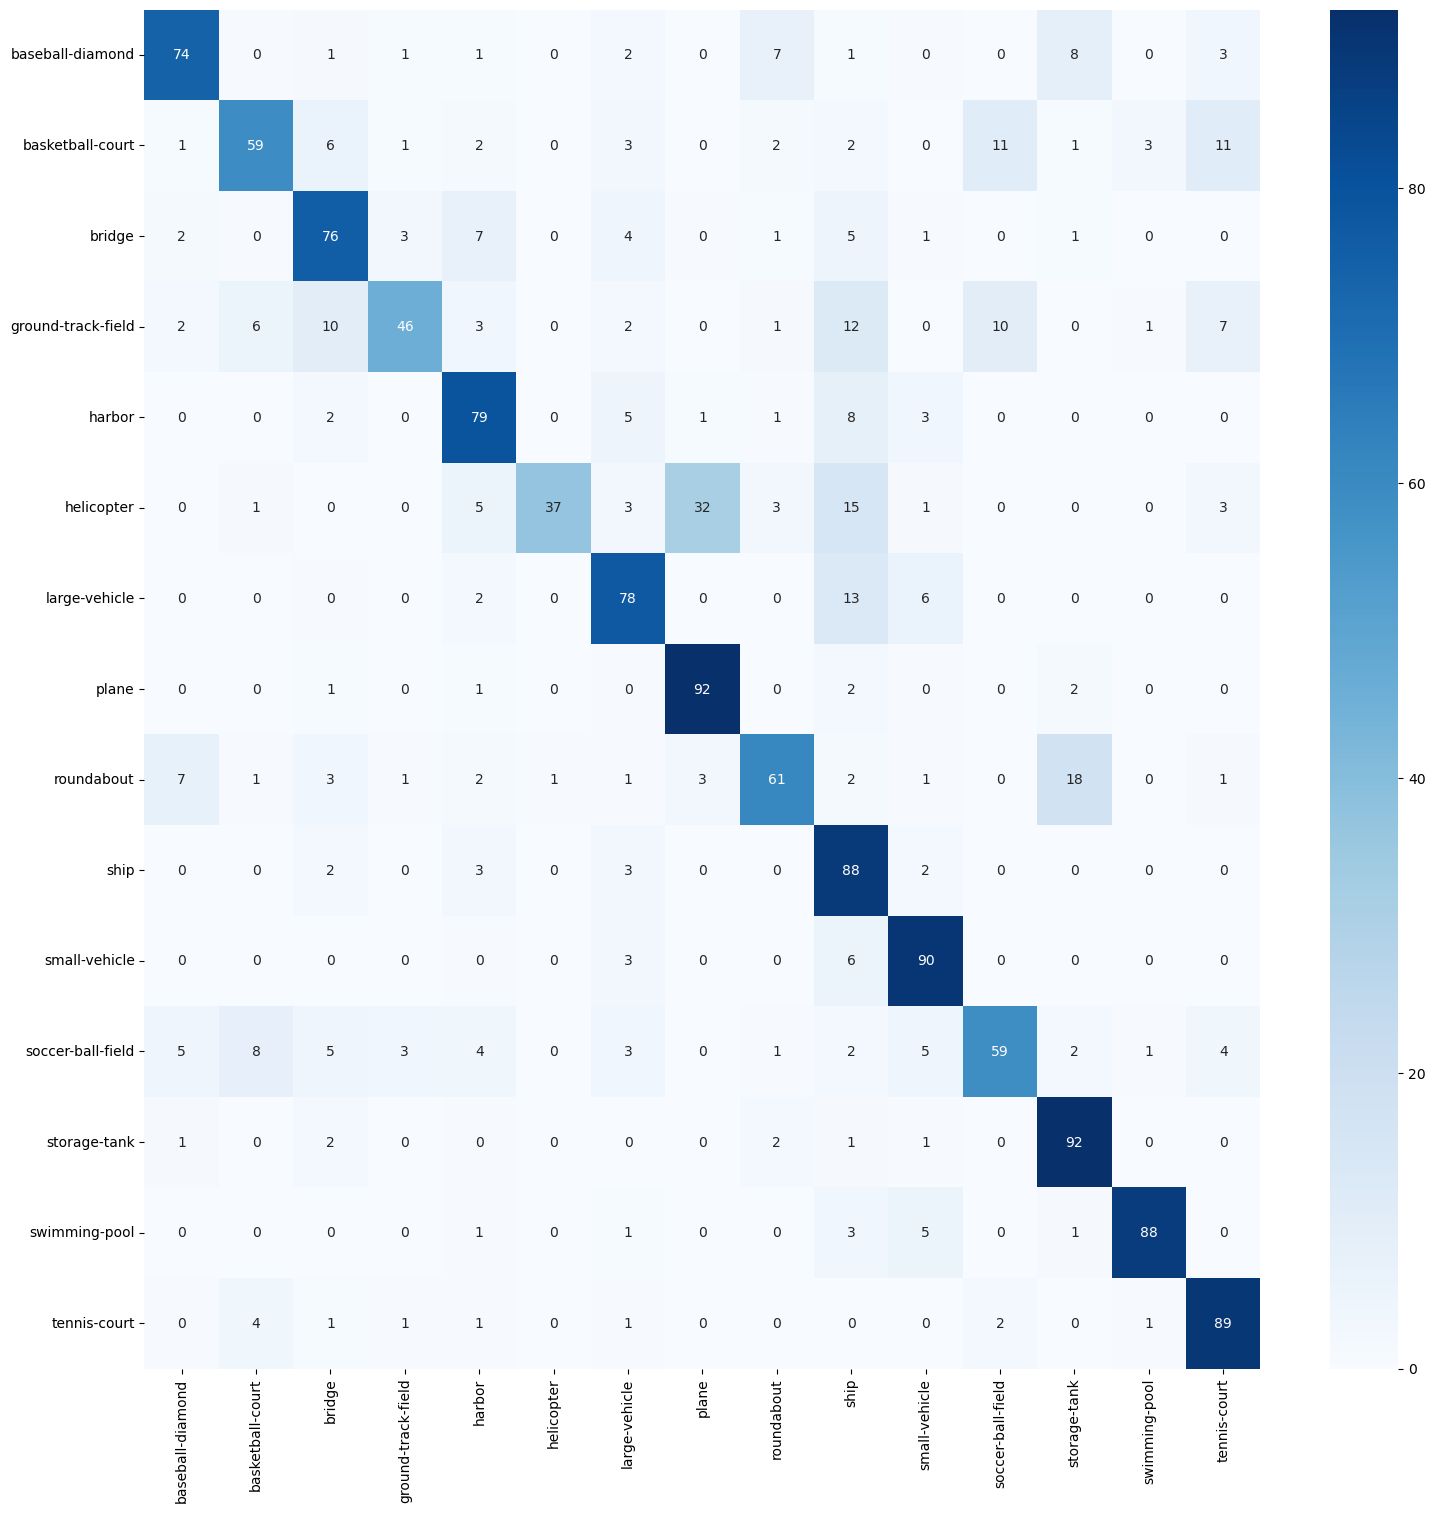 baseball-diamond 74 0 1 1 1 0 2 0 7 1 0 0 8 0 3
basketball-court 1 59 6 1 2 0 3 0 2 2 0 11 1 3 11
80
bridge 2 0 76 3 7 0 4 0 1 5 1 0 1 0 0
ground-track-field 2 6 10 46 3 0 2 0 1 12 0 10 0 1 7
harbor 0 0 2 0 79 0 5 1 1 8 3 0 0 0 0
60
helicopter 0 1 0 0 5 37 3 32 3 15 1 0 0 0 3
large-vehicle 0 0 0 0 2 0 78 0 0 13 6 0 0 0 0
plane 0 0 1 0 1 0 0 92 0 2 0 0 2 0 0
roundabout 7 1 3 1 2 1 1 3 61 2 1 0 18 0 1
40
ship 0 0 2 0 3 0 3 0 0 88 2 0 0 0 0
small-vehicle 0 0 0 0 0 0 3 0 0 6 90 0 0 0 0
soccer-ball-field 5 8 5 3 4 0 3 0 1 2 5 59 2 1 4
20
storage-tank 1 0 2 0 0 0 0 0 2 1 1 0 92 0 0
swimming-pool 0 0 0 0 1 0 1 0 0 3 5 0 1 88 0
tennis-court 0 4 1 1 1 0 1 0 0 0 0 2 0 1 89
0
baseball-diamond
basketball-court
bridge
ground-track-field
harbor
helicopter
large-vehicle
plane
roundabout
ship
small-vehicle
soccer-ball-field
storage-tank
swimming-pool
tennis-court